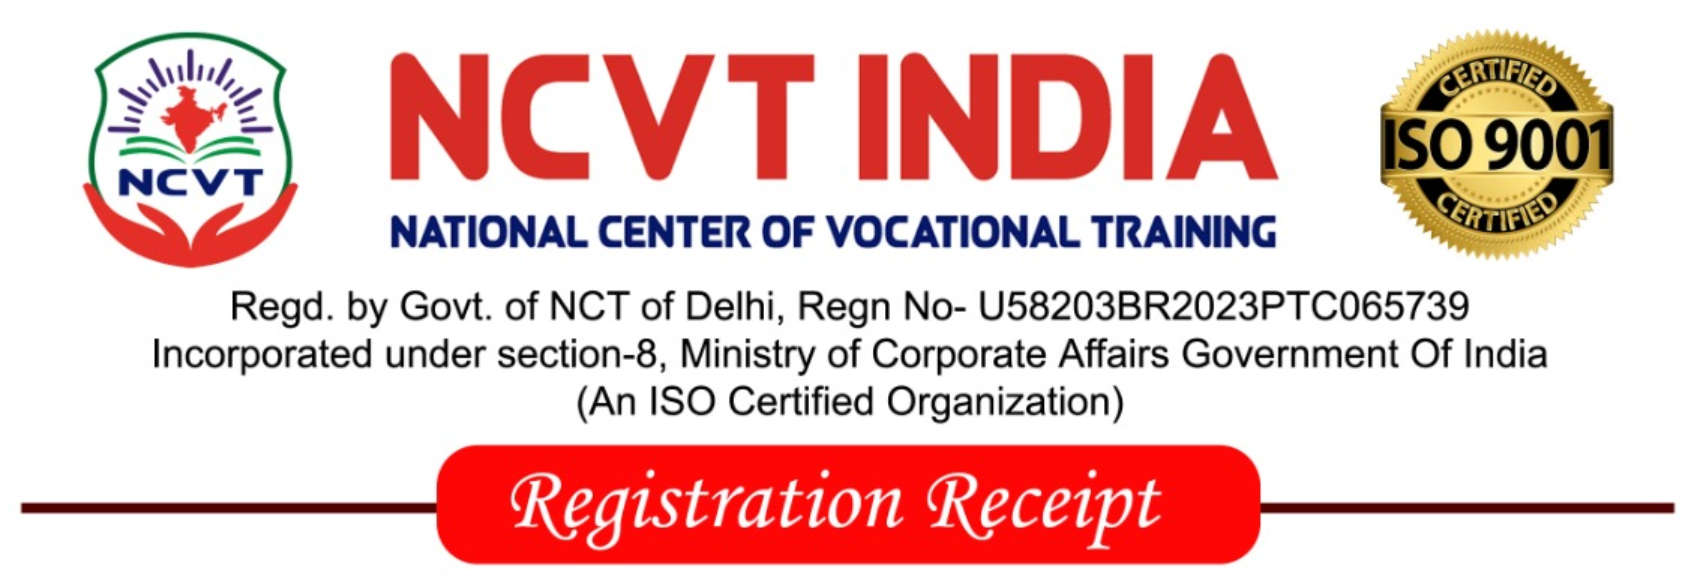 NCVT
NCVT INDIA
NATIONAL CENTER OF VOCATIONAL TRAINING
CERTIFIED
ISO 9001
CERTIFIED
Regd. by Govt. of NCT of Delhi, Regn No- U58203BR2023PTC065739
Incorporated under section-8, Ministry of Corporate Affairs Government Of India
(An ISO Certified Organization)
Registration Receipt